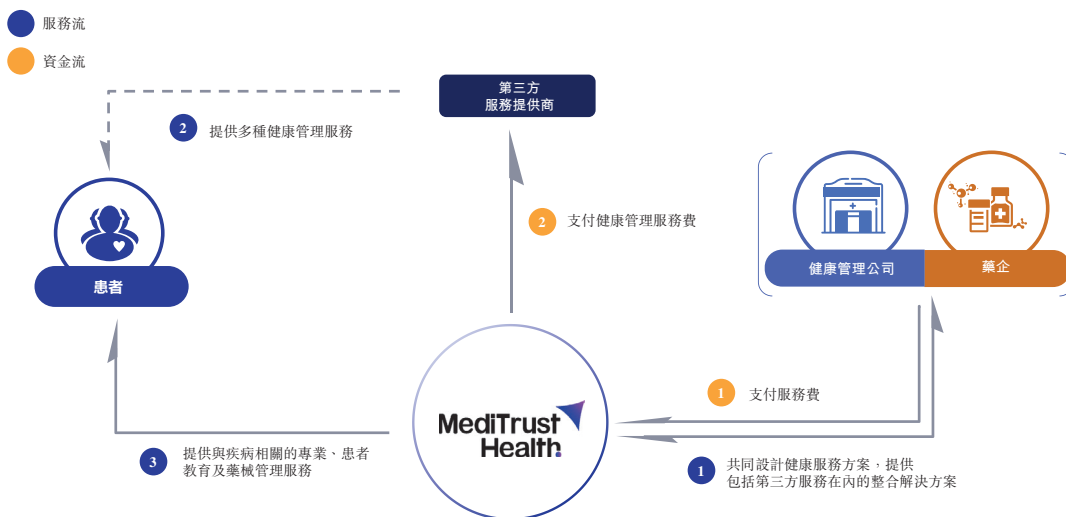 服務流
資金流
第三方
服務提供商
2
提供多種健康管理服務
2
支付健康管理服務費
患者
健康管理公司
藥企
1
支付服務費
MediTrust
Health
3
提供與疾病相關的專業、患者
教育及藥械管理服務
1
共同設計健康服務方案，提供
包括第三方服務在內的整合解決方案